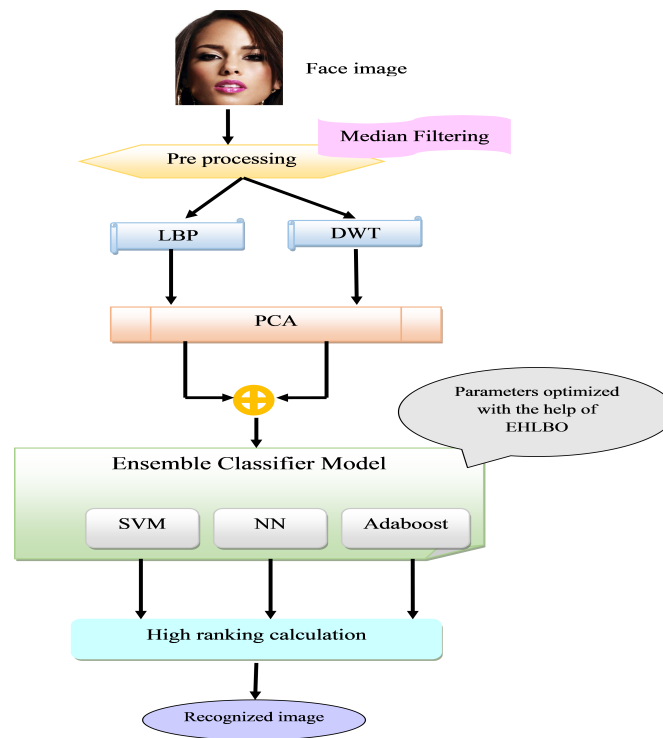 Face image
Median Filtering
Pre processing
LBP
DWT
PCA
Parameters optimized
with the help of
EHLBO
Ensemble Classifier Model
SVM
NN
Adaboost
High ranking calculation
Recognized image